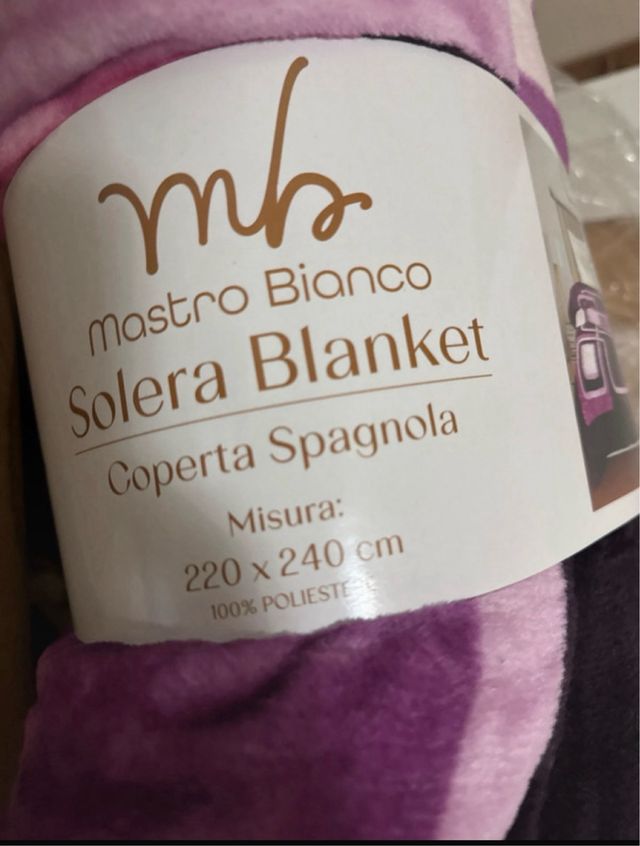 mb
Mastro Bianco
Solera Blanket
Coperta Spagnola
Misura:
220 x 240 cm
100% POLIESTE